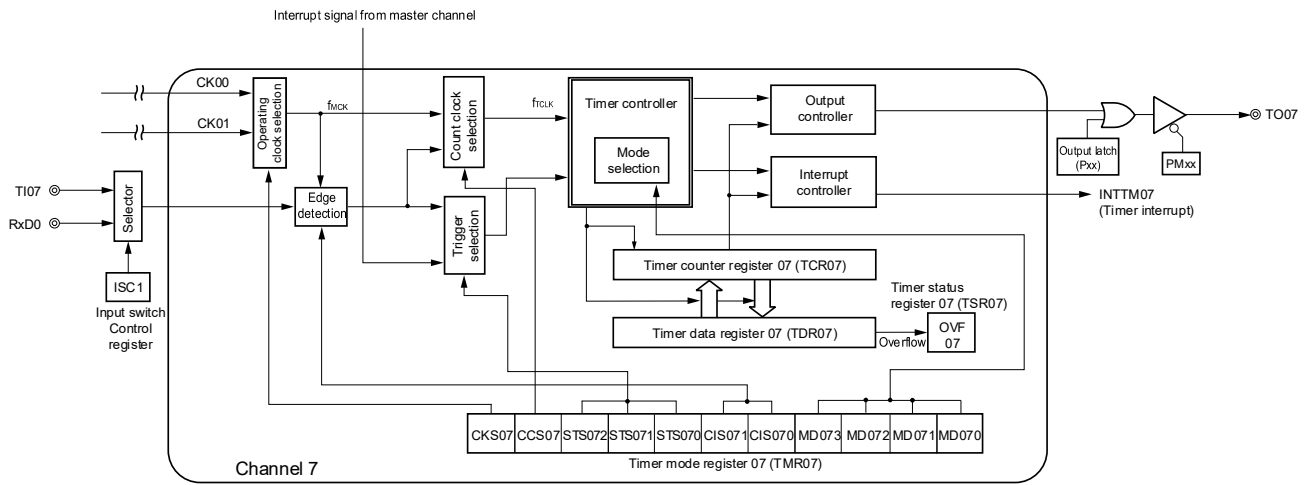 Interrupt signal from master channel
CK00
CK01
Operating
clock selection
fMCK
Count clock
selection
fTCLK
Timer controller
Mode
selection
Output
controller
Output latch
(Pxx)
PMxx
TO07
Interrupt
controller
INTTM07
(Timer interrupt)
TI07
RxD0
Selector
Edge
detection
Trigger
selection
ISC1
Input switch
Control
register
Timer counter register 07 (TCR07)
Timer data register 07 (TDR07)
Timer status
register 07 (TSR07)
Overflow
OVF
07
CKS07 CCS07 STS072 STS071 STS070 CIS071 CIS070 MD073 MD072 MD071 MD070
Timer mode register 07 (TMR07)
Channel 7